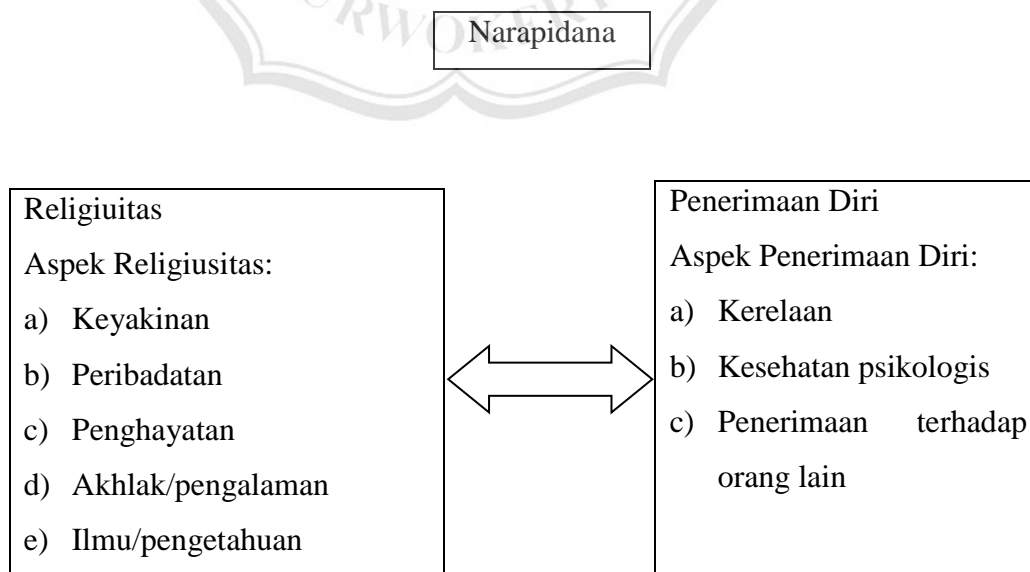 Narapidana
Religiuitas
Aspek Religiusitas:
a) Keyakinan
b) Peribadatan
c) Penghayatan
d) Akhlak/pengalaman
e) Ilmu/pengetahuan
Penerimaan Diri
Aspek Penerimaan Diri:
a) Kerelaan
b) Kesehatan psikologis
c) Penerimaan terhadap
orang lain